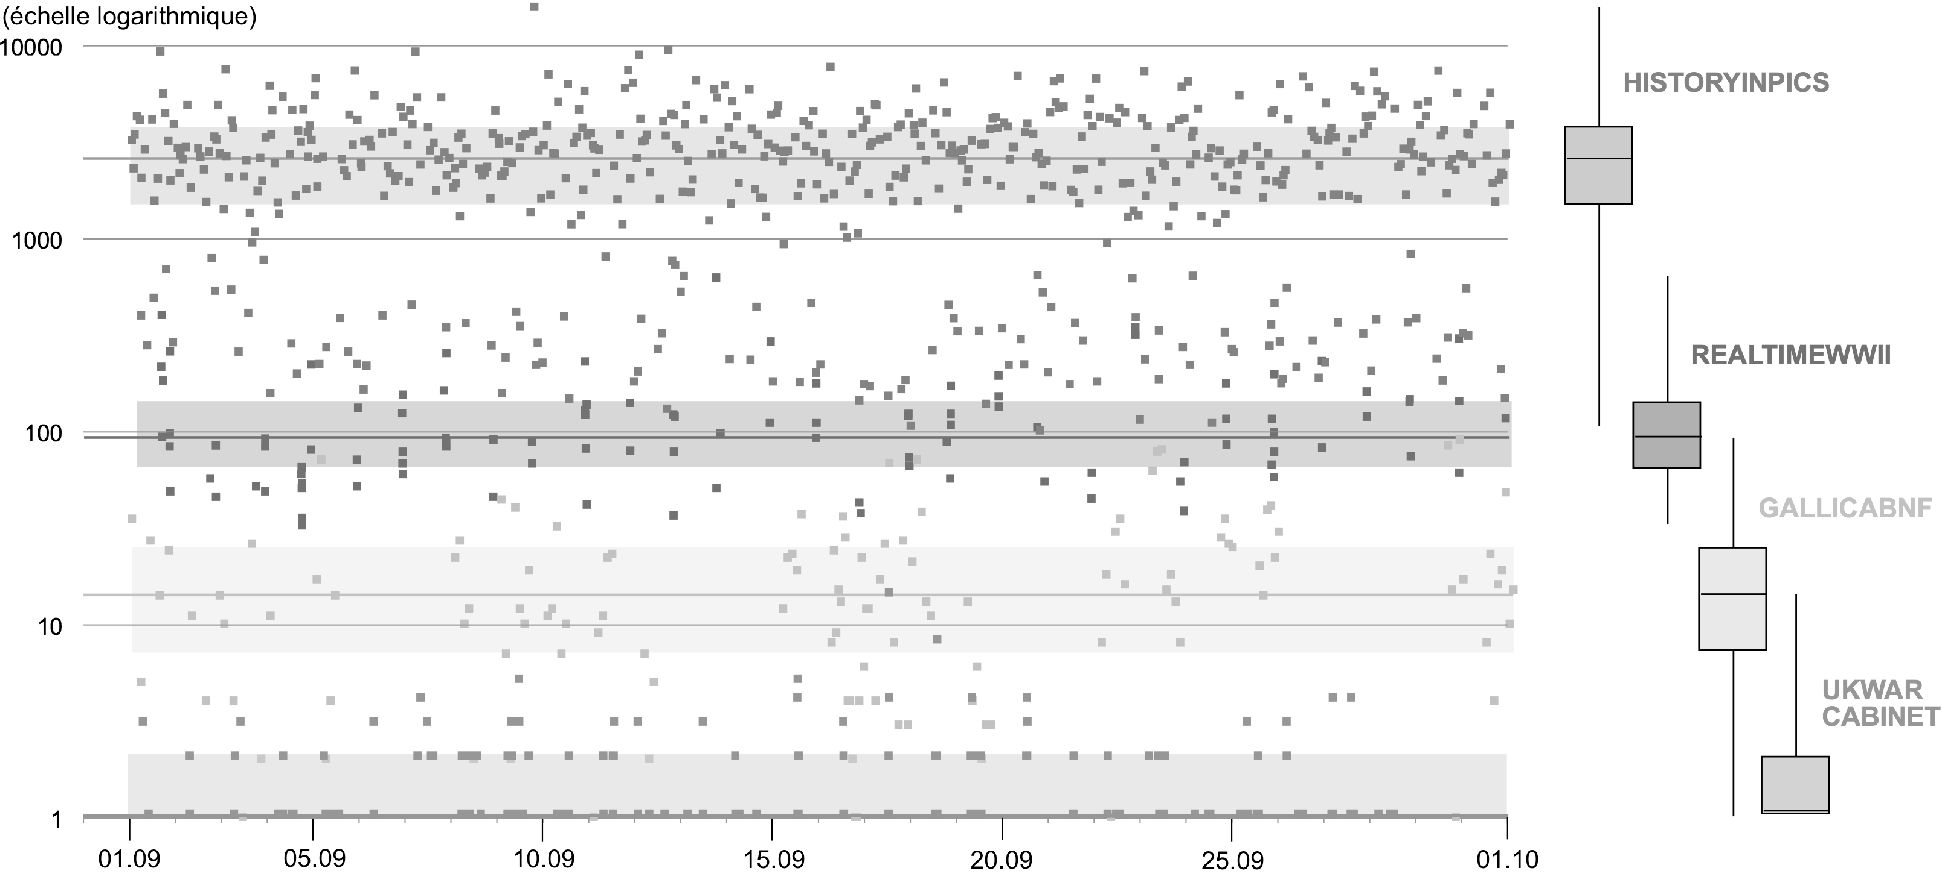 (échelle logarithmique)
10000
HISTORYINPICS
1000
REALTIMEWWII
100
GALLICABNF
10
UKWAR
CABINET
1
01.09 05.09 10.09 15.09 20.09 25.09 01.10